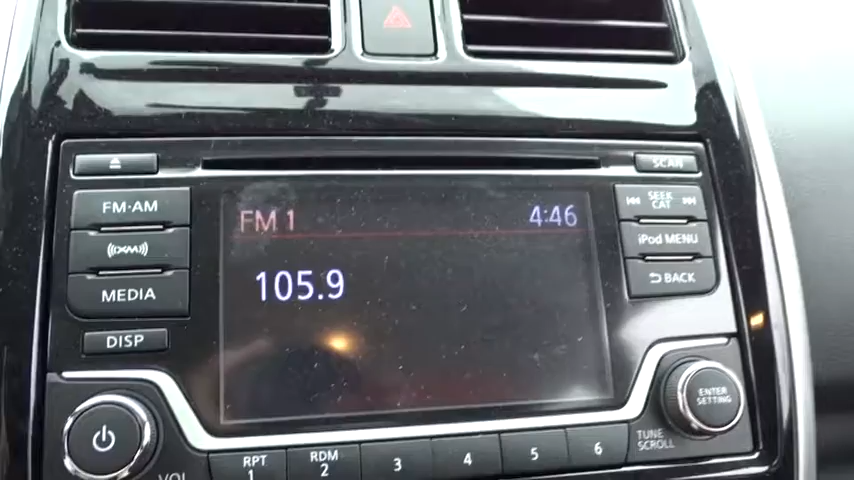 SCAN
FM·AM
SEEK
CAT
FM 1
4:46
((XM))
iPod MENU
105.9
MEDIA
BACK
DISP
ENTER
SETTING
TUNE
SCROLL
VOL
RPT
1
RDM
2
3
4
5
6